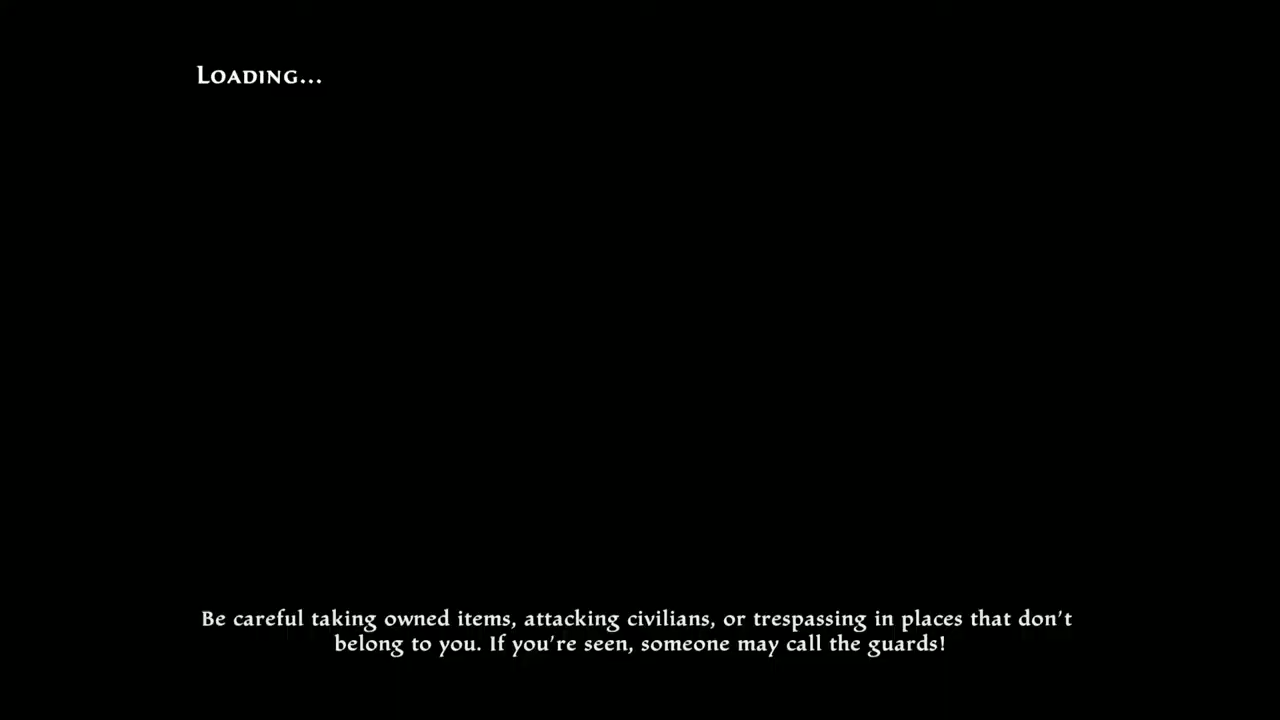 Loading...
Be careful taking owned items, attacking civilians, or trespassing in places that don't
belong to you. If you're seen, someone may call the guards!